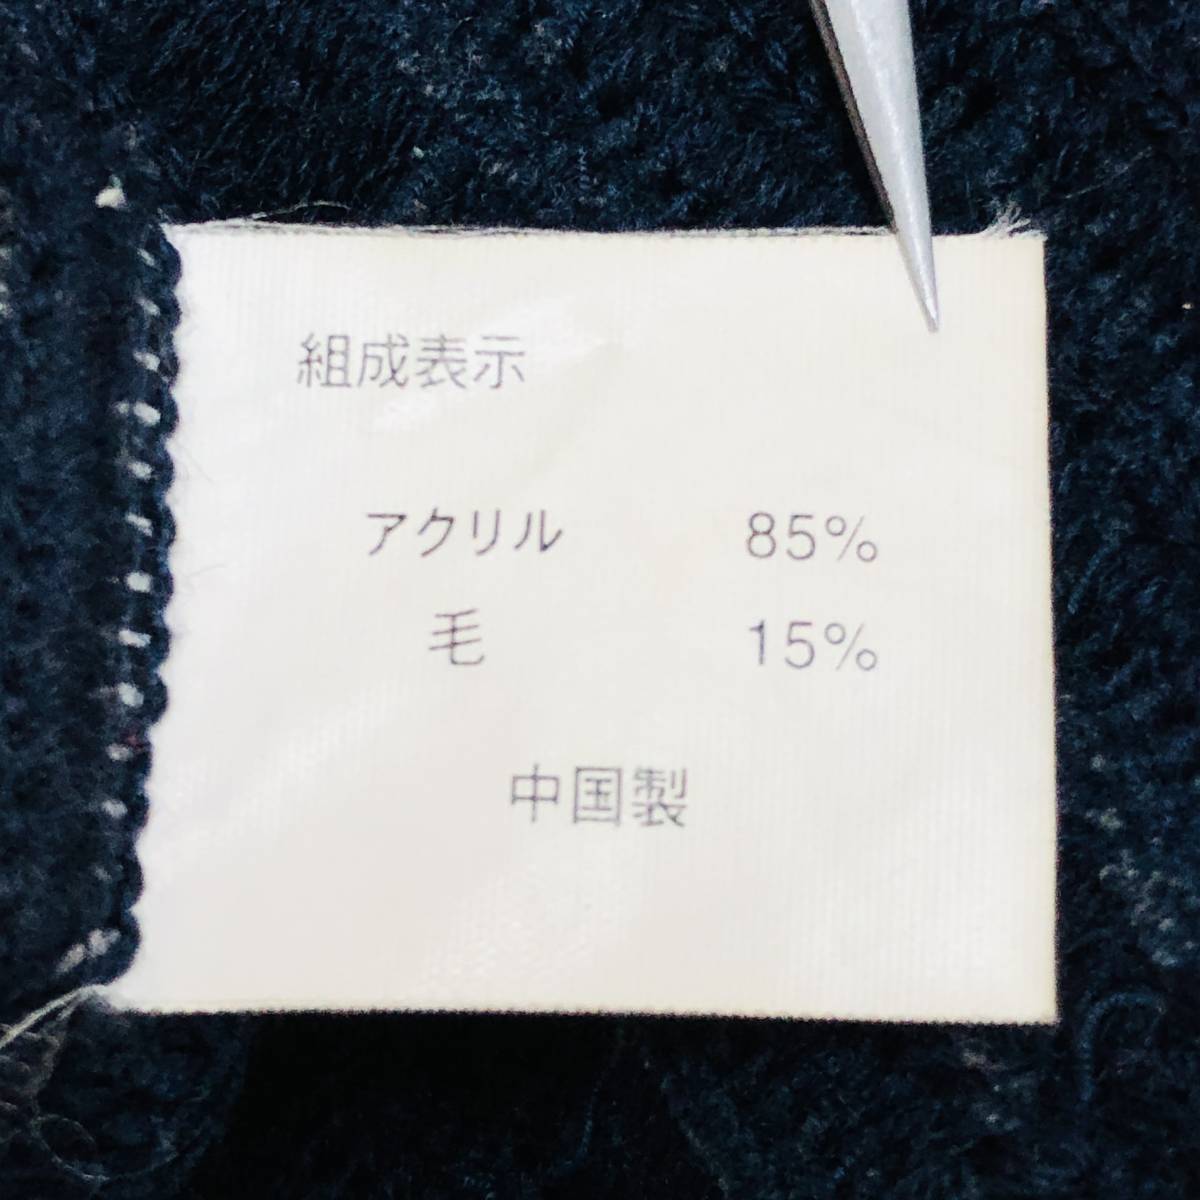 組成表示
アクリル 85%
毛 15%
中国製